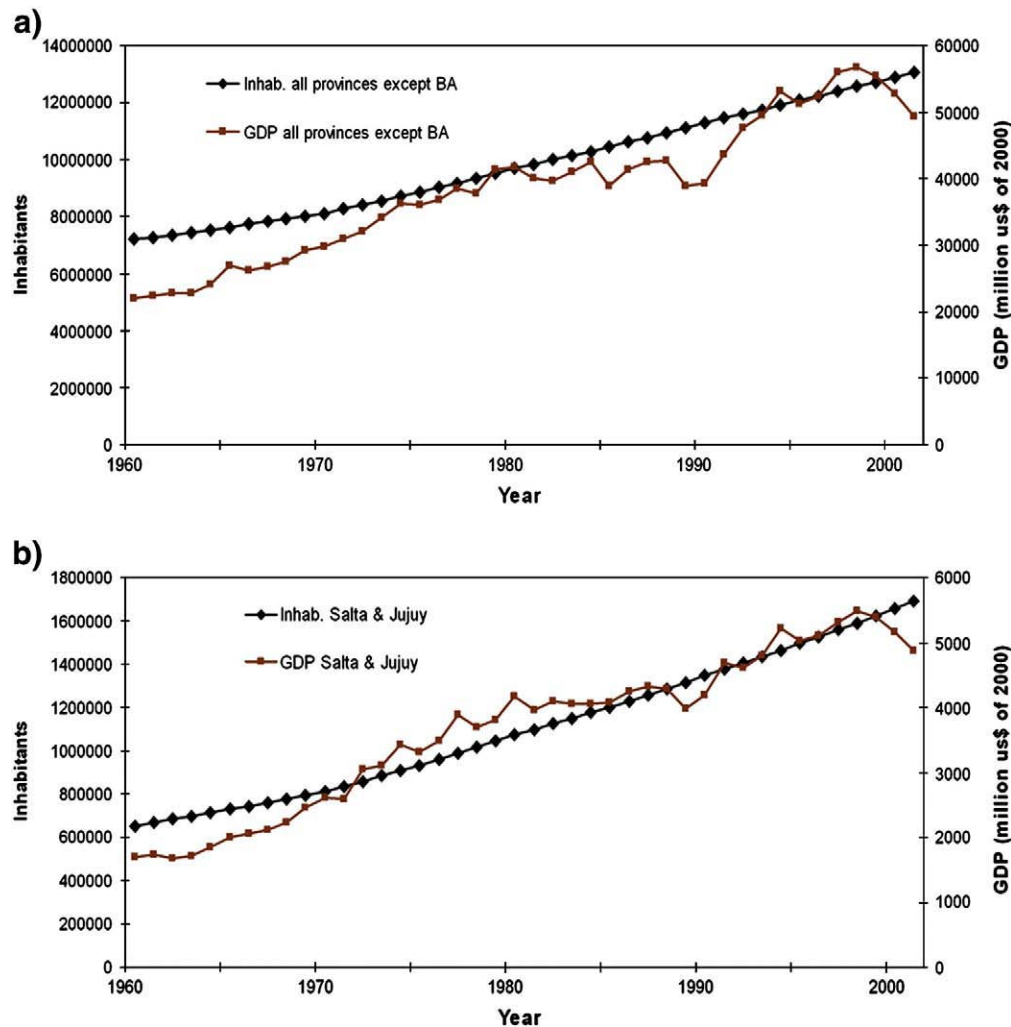 a)
14000000
12000000
10000000
8000000
6000000
4000000
2000000
0
Inhabitants
Inhab. all provinces except BA
GDP all provinces except BA
60000
50000
40000
30000
20000
10000
0
GDP (million us$ of 2000)
1960 1970 1980 1990 2000
Year
b)
1800000
1600000
1400000
1200000
1000000
800000
600000
400000
200000
0
Inhabitants
Inhab. Salta & Jujuy
GDP Salta & Jujuy
6000
5000
4000
3000
2000
1000
0
GDP (million us$ of 2000)
1960 1970 1980 1990 2000
Year